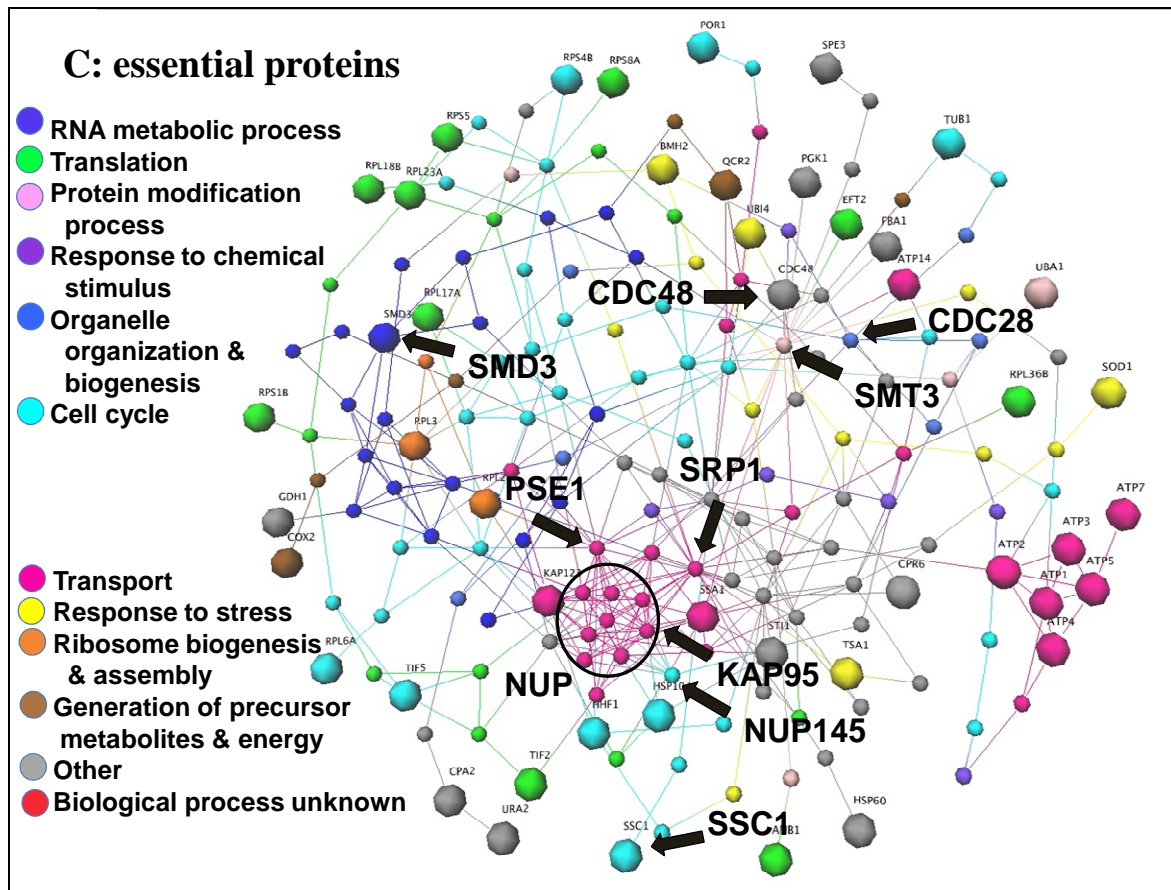 C: essential proteins
RNA metabolic process
Translation
Protein modification
process
Response to chemical
stimulus
Organelle
organization &
biogenesis
Cell cycle
Transport
Response to stress
Ribosome biogenesis
& assembly
Generation of precursor
metabolites & energy
Other
Biological process unknown
POR1
SPE3
RPS4B
RPS8A
RPS5
TUB1
BMH2
QCR2
PGK1
RPL18B
RPL23A
UBI4
EFT2
FBA1
CDC48
ATP14
UBA1
CDC48
CDC28
RPL17A
SMD3
SMD3
SMT3
RPL36B
SOD1
RPS1B
RPL3
SRP1
PSE1
GDH1
COX2
ATP7
ATP3
ATP2
ATP5
ATP1
ATP4
CPR6
SSA1
STI1
TSA1
RPL6A
TIF5
NUP
KAP95
NUP145
HHF1
TIF2
CPA2
URA2
SSC1
SSC1
HSP60